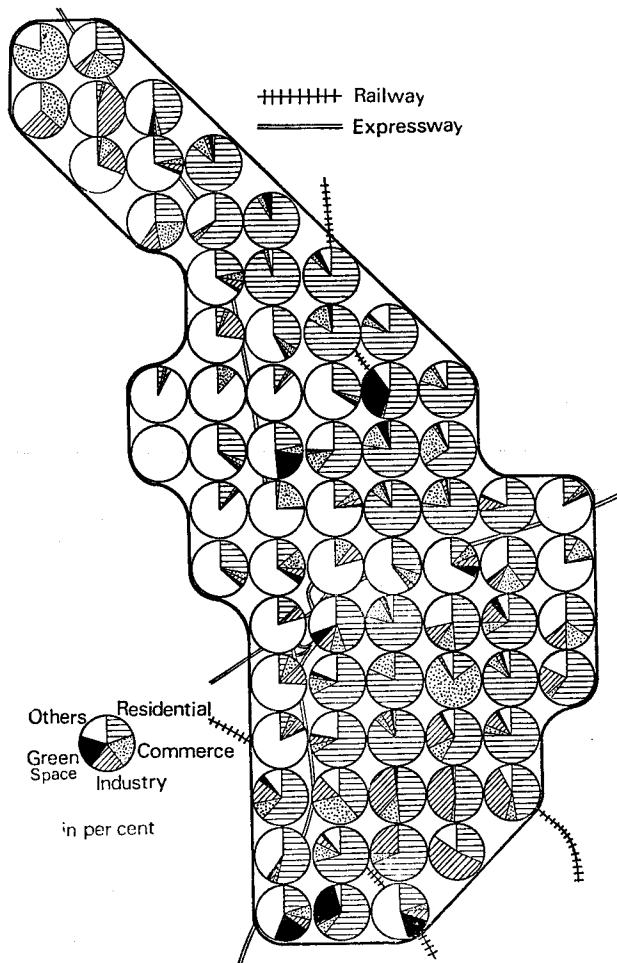 Railway
Expressway
Others
Residential
Green
Space
Commerce
Industry
in per cent